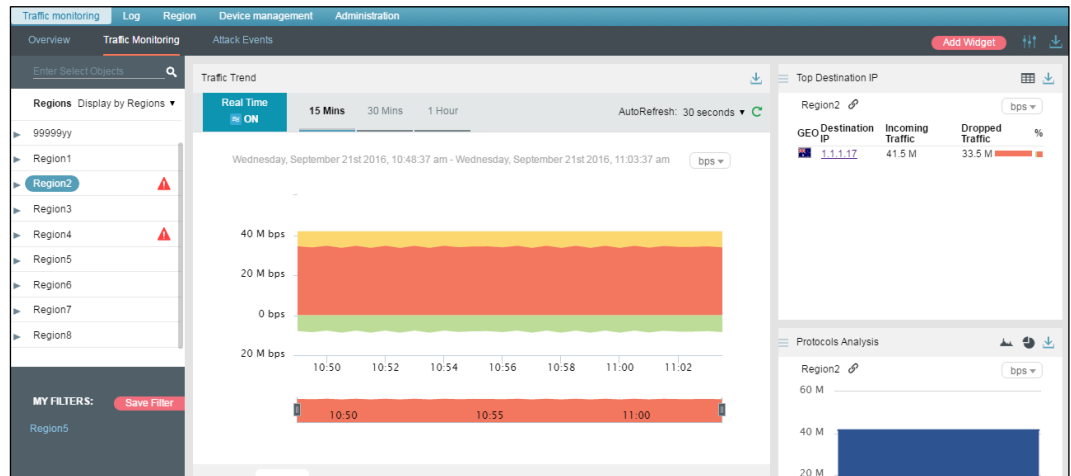 Traffic monitoring Log Region Device management Administration
Overview Traffic Monitoring Attack Events Add Widget
Enter Select Objects
Regions Display by Regions
99999yy
Region1
Region2
Region3
Region4
Region5
Region6
Region7
Region8
MY FILTERS: Save Filter
Region5
Traffic Trend
Real Time
ON
15 Mins 30 Mins 1 Hour AutoRefresh: 30 seconds
Wednesday, September 21st 2016, 10:48:37 am - Wednesday, September 21st 2016, 11:03:37 am bps
40 M bps
20 M bps
0 bps
20 M bps
10:50 10:52 10:54 10:56 10:58 11:00 11:02
10:50 10:55 11:00
Top Destination IP
Region2 bps
GEO Destination IP Incoming Traffic Dropped Traffic %
1.1.1.17 41.5 M 33.5 M
Protocols Analysis
Region2 bps
60 M
40 M
20 M